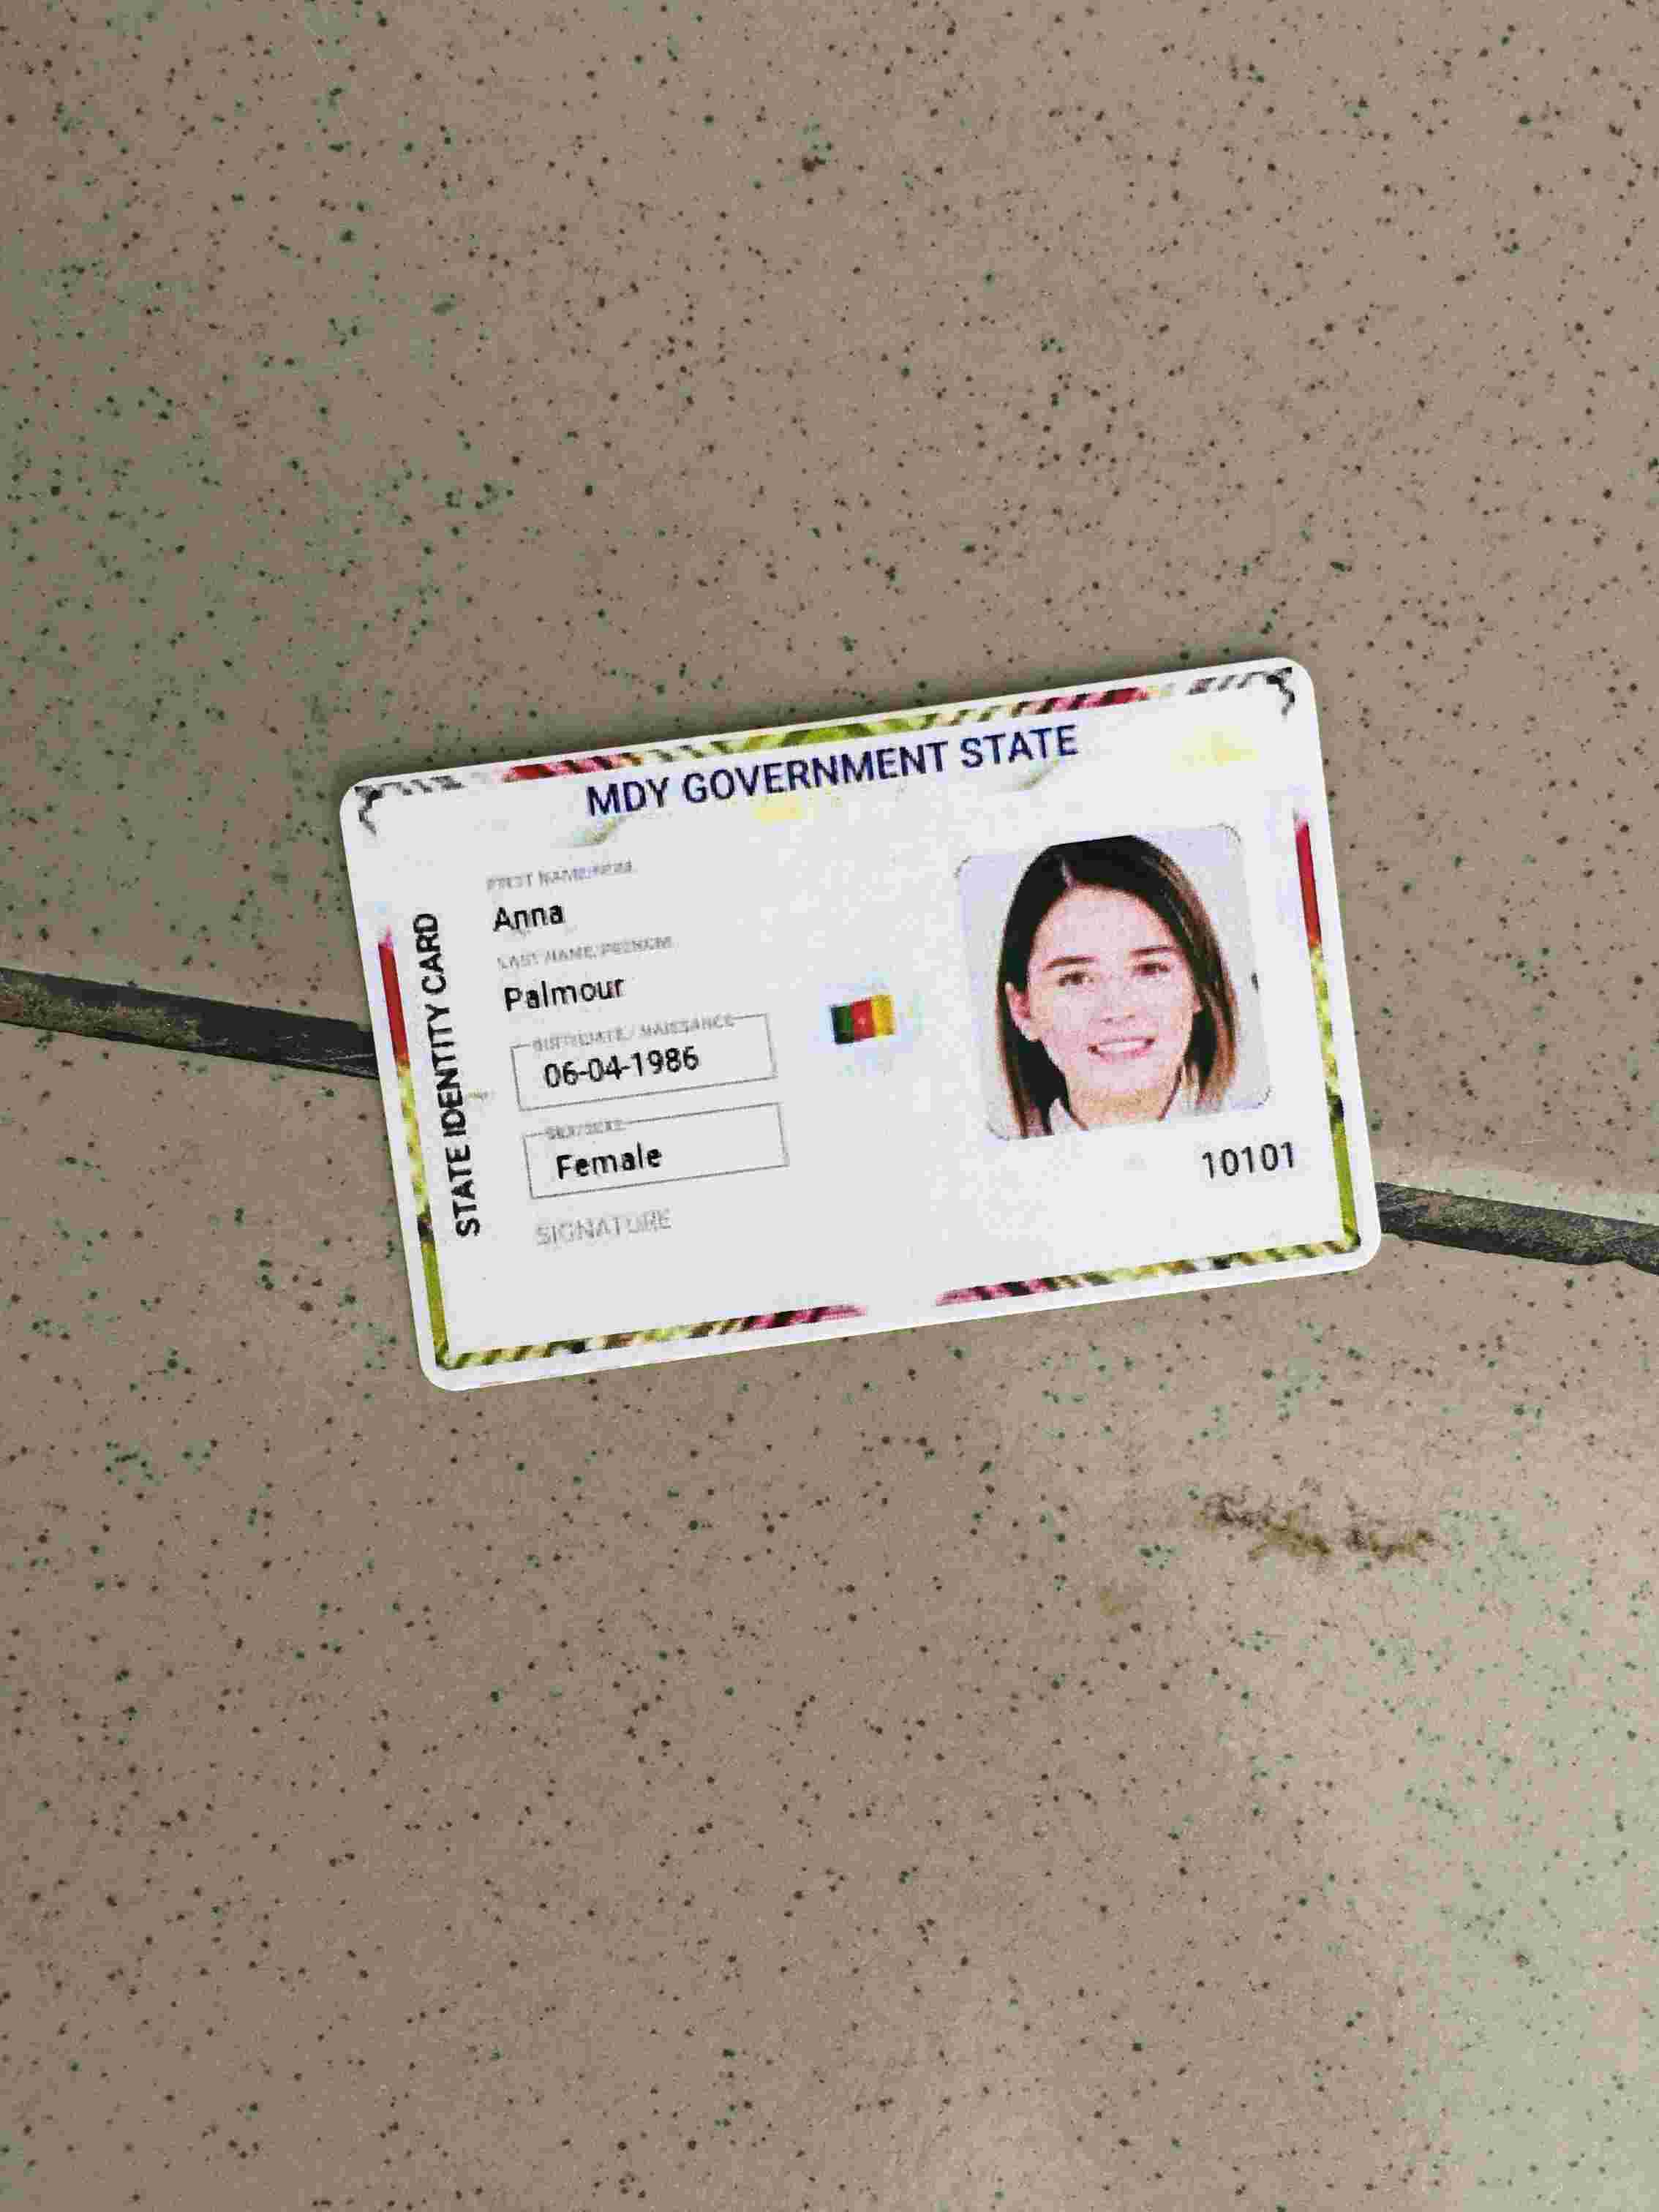 MDY GOVERNMENT STATE
STATE IDENTITY CARD
FIRST NAME/NOM
Anna
LAST NAME/PRENOM
Palmour
BIRTHDATE / NAISSANCE
06-04-1986
SEX/SEXE
Female
SIGNATURE
10101